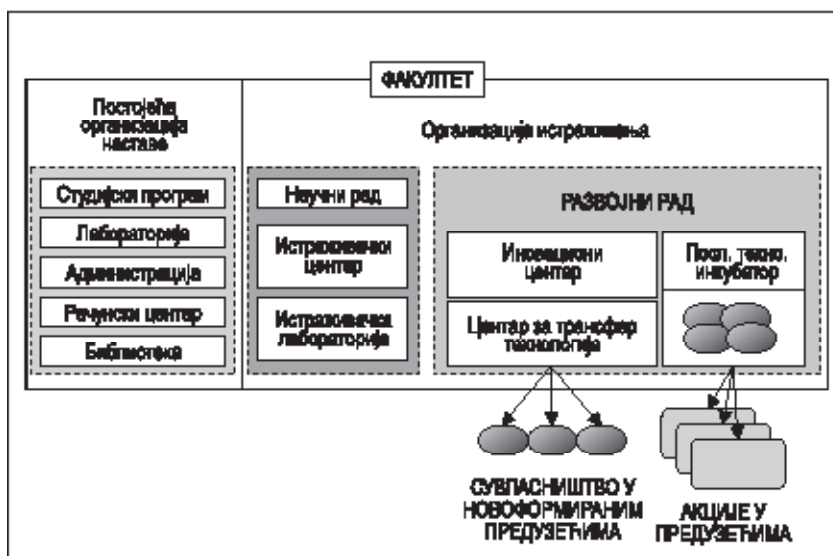 ФАКУЛТЕТ
Постојећа
организација
наставе
Организација истраживања
Студијски програм
Лабораторија
Администрација
Рачунски центар
Библиотека
Научни рад
Истраживачки
центар
Истраживачка
лабораторија
РАЗВОЈНИ РАД
Иновациони
центар
Центар за трансфер
технологија
Посл. техно.
инкубатор
СУВЛАСНИШТВО У
НОВОФОРМИРАНИМ
ПРЕДУЗЕЋИМА
АКЦИЈЕ У
ПРЕДУЗЕЋИМА